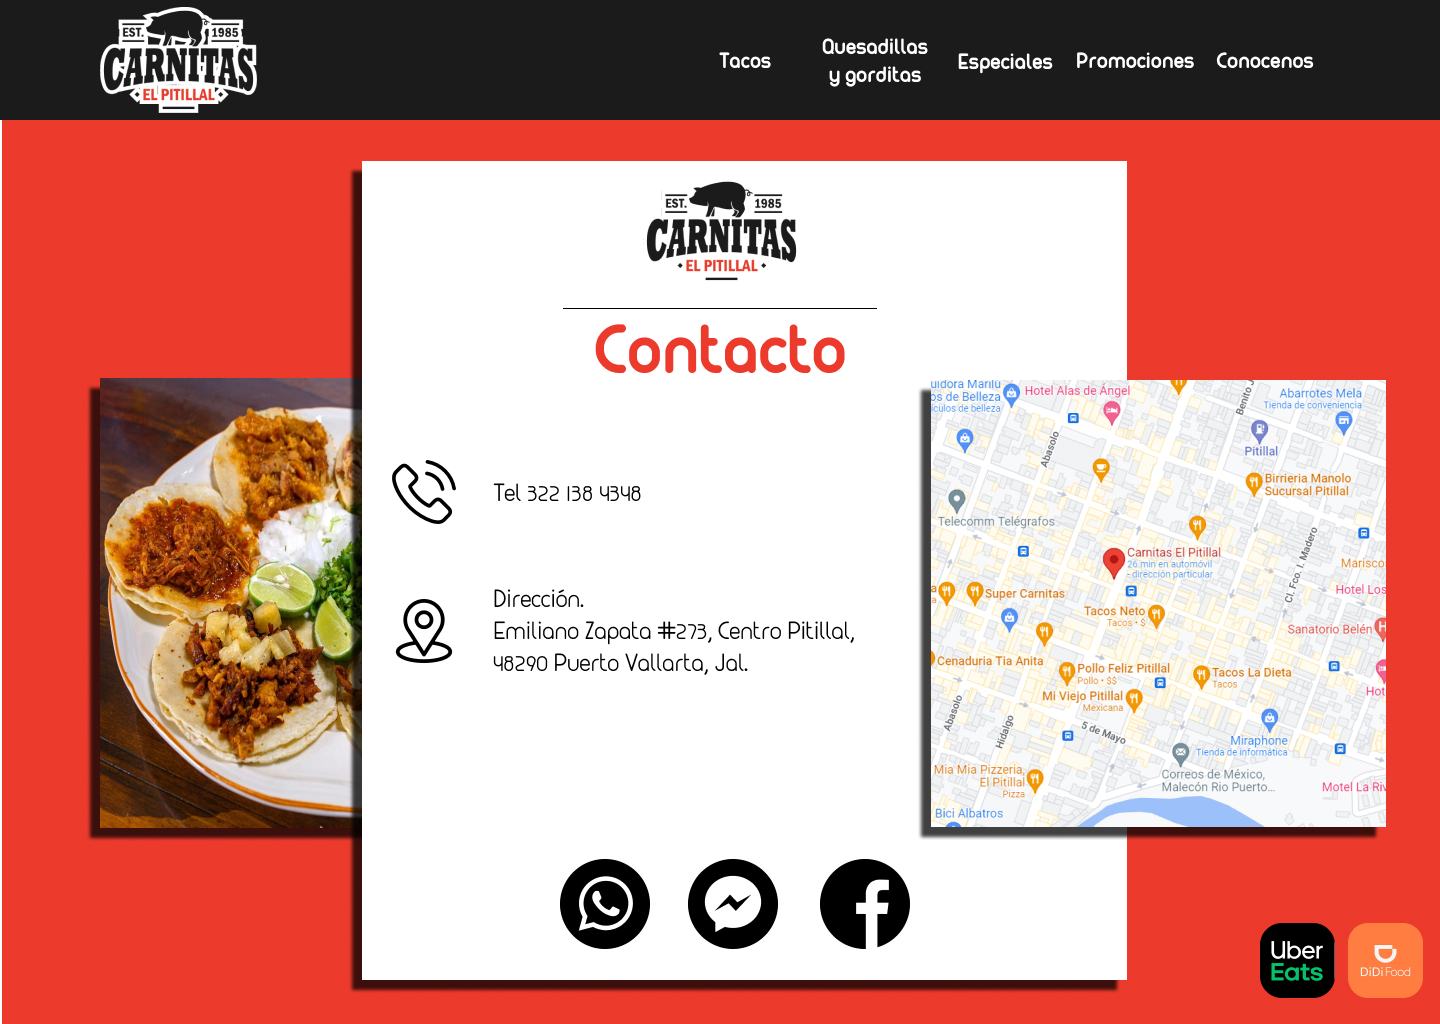 EST. 1985
CARNITAS
EL PITILLAL
Tacos
Quesadillas
y gorditas
Especiales
Promociones
Conocenos
EST. 1985
CARNITAS
EL PITILLAL
Contacto
Tel 322 138 4348
Dirección.
Emiliano Zapata #273, Centro Pitillal,
48290 Puerto Vallarta, Jal.
uidora Marilú
os de Belleza
ículos de belleza
Hotel Alas de Ángel
Benito J
Abarrotes Mela
Tienda de conveniencia
Abasolo
Pitillal
Birrieria Manolo
Sucursal Pitillal
Telecomm Telégrafos
Cl. Fco. I. Madero
Carnitas El Pitillal
26 min en automóvil
- dirección particular
Marisco
Hotel Los
Super Carnitas
Tacos Neto
Tacos • $
Sanatorio Belén
Cenaduria Tia Anita
Pollo Feliz Pitillal
Pollo • $$
Tacos La Dieta
Tacos
Hot
Mi Viejo Pitillal
Mexicana
Abasolo
Hidalgo
5 de Mayo
Miraphone
Tienda de informática
Mia Mia Pizzeria,
El Pitillal
Pizza
Correos de México,
Malecón Rio Puerto...
Motel La Riv
Bici Albatros
Uber
Eats
DiDi Food